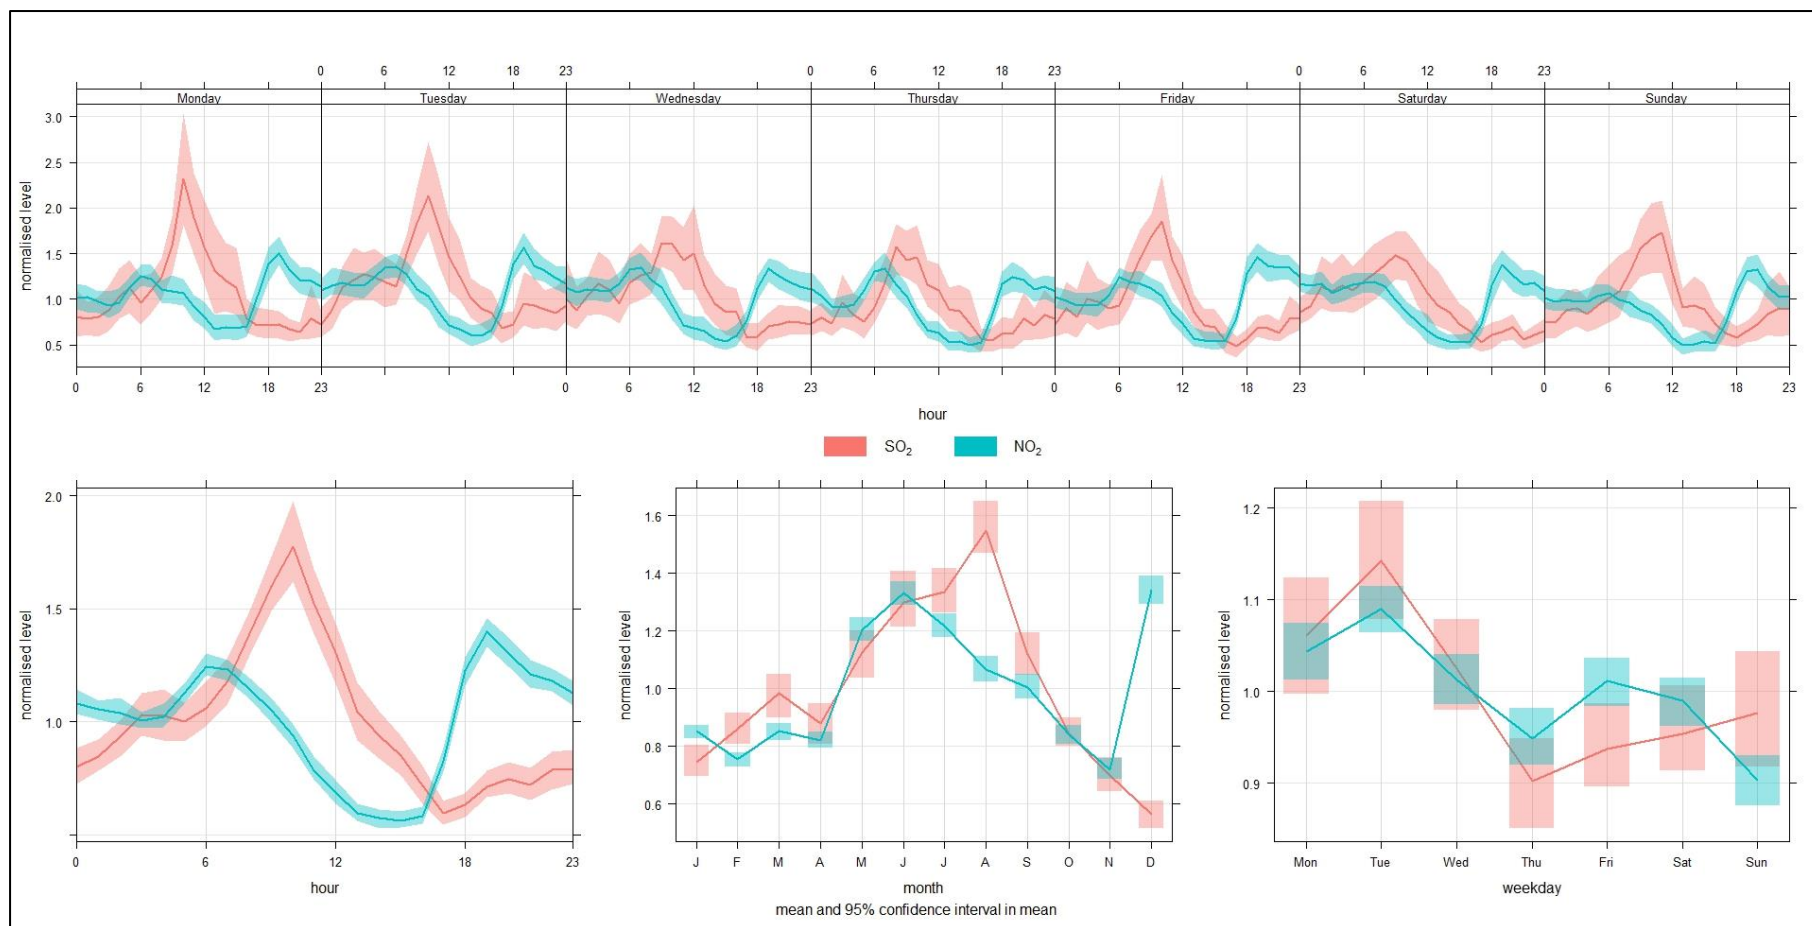 0 6 12 18 23 0 6 12 18 23 0 6 12 18 23
Monday Tuesday Wednesday Thursday Friday Saturday Sunday
normalised level
3.0
2.5
2.0
1.5
1.0
0.5
0 6 12 18 23 0 6 12 18 23 0 6 12 18 23 0 6 12 18 23
hour
SO₂ NO₂
normalised level
2.0
1.5
1.0
0 6 12 18 23
hour
normalised level
1.6
1.4
1.2
1.0
0.8
0.6
J F M A M J J A S O N D
month
normalised level
1.2
1.1
1.0
0.9
Mon Tue Wed Thu Fri Sat Sun
weekday
mean and 95% confidence interval in mean